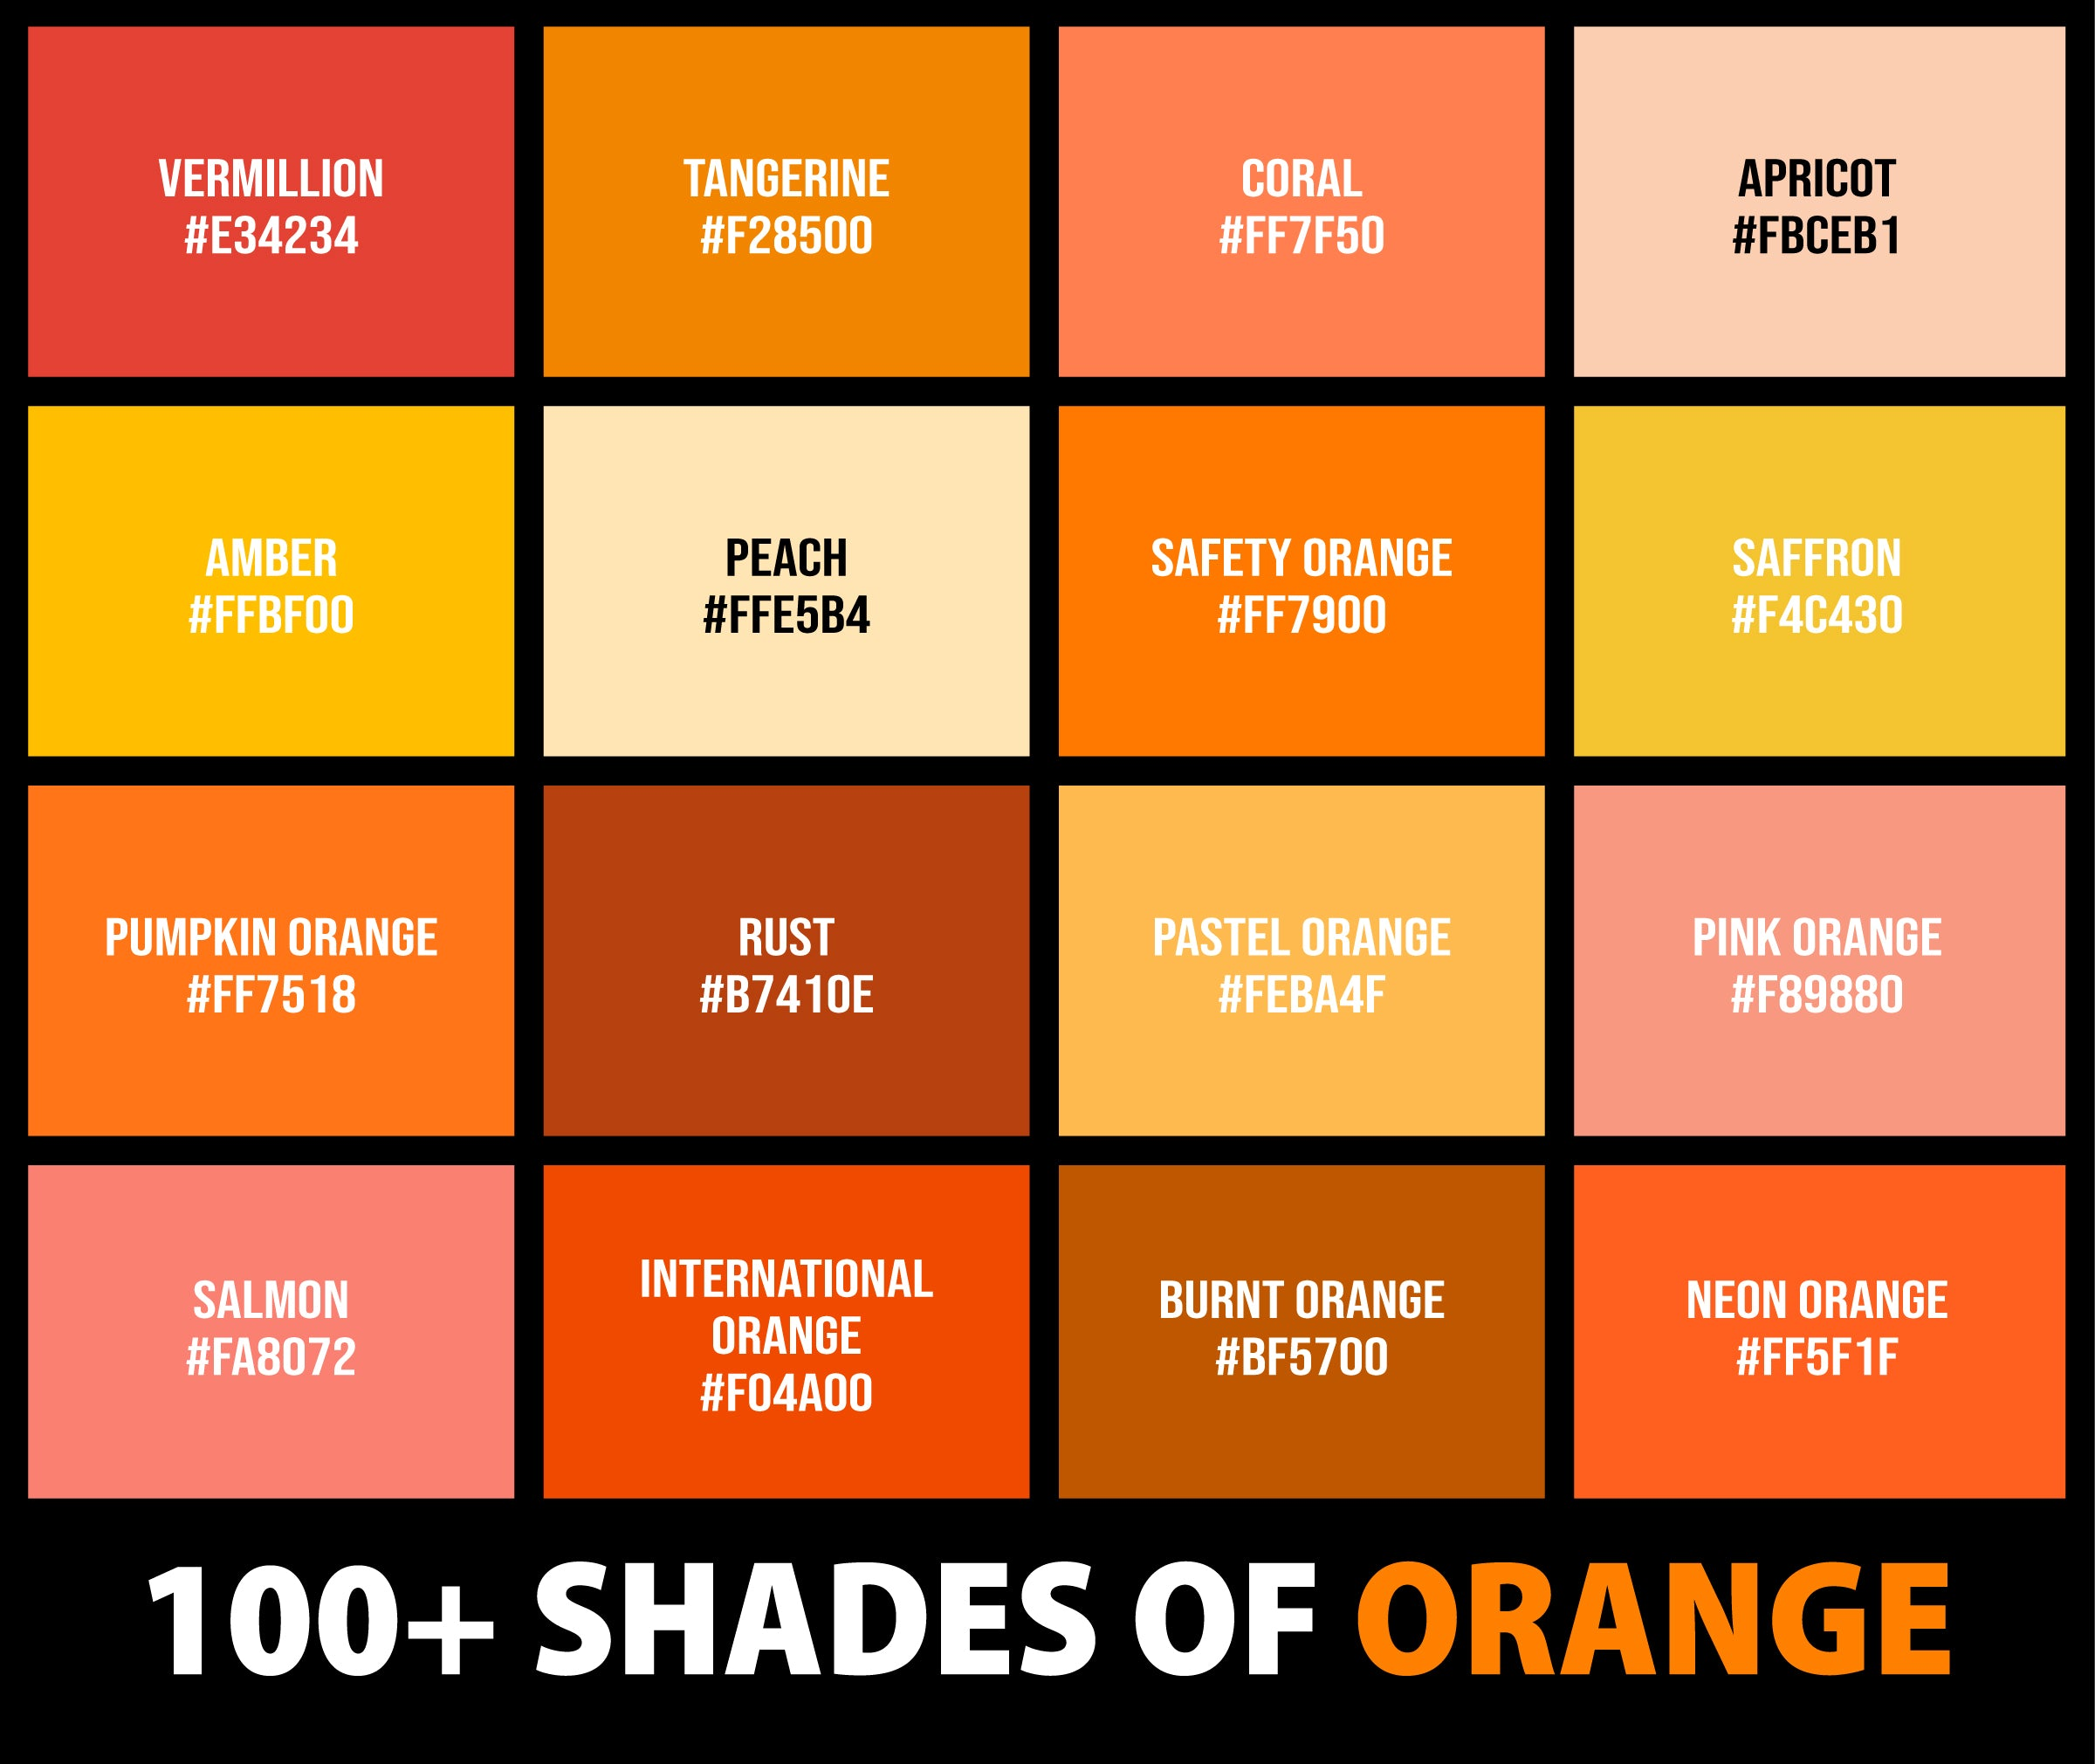 VERMILLION
#E34234
TANGERINE
#F28500
CORAL
#FF7F50
APRICOT
#FBCEB1
AMBER
#FFBF00
PEACH
#FFE5B4
SAFETY ORANGE
#FF7900
SAFFRON
#F4C430
PUMPKIN ORANGE
#FF7518
RUST
#B7410E
PASTEL ORANGE
#FEBA4F
PINK ORANGE
#F89880
SALMON
#FA8072
INTERNATIONAL
ORANGE
#F04A00
BURNT ORANGE
#BF5700
NEON ORANGE
#FF5F1F
100+ SHADES OF ORANGE